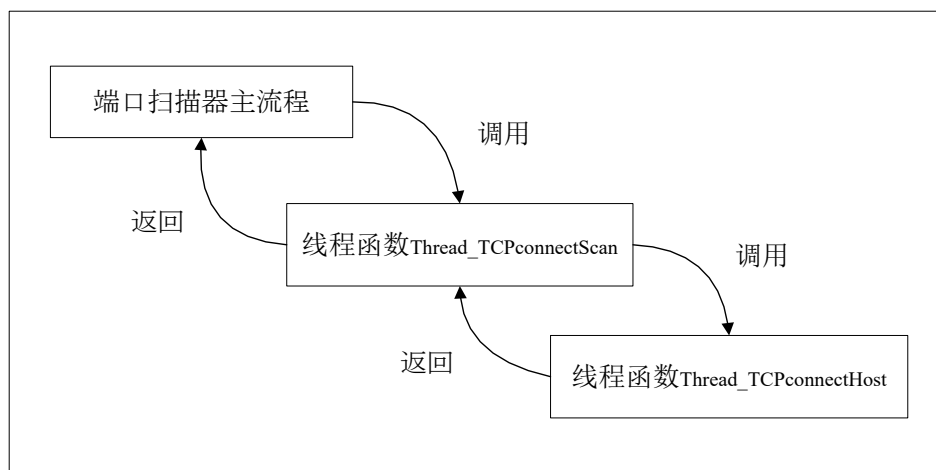 端口扫描器主流程
调用
返回
线程函数Thread_TCPconnectScan
调用
返回
线程函数Thread_TCPconnectHost